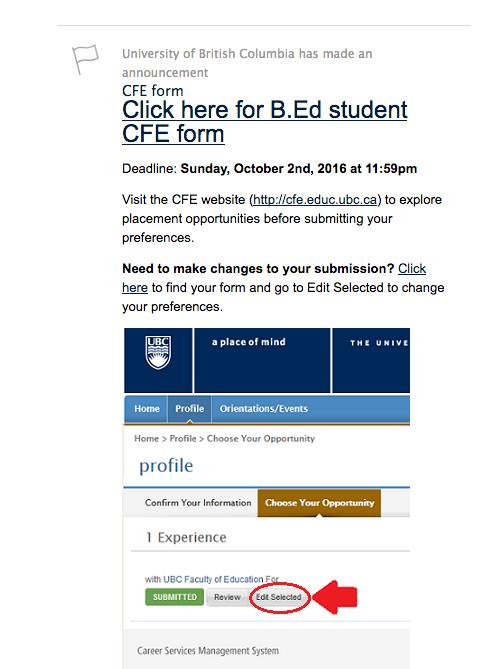 University of British Columbia has made an
announcement
CFE form
Click here for B.Ed student
CFE form
Deadline: Sunday, October 2nd, 2016 at 11:59pm
Visit the CFE website (http://cfe.educ.ubc.ca) to explore
placement opportunities before submitting your
preferences.
Need to make changes to your submission? Click
here to find your form and go to Edit Selected to change
your preferences.
UBC
a place of mind
THE UNIVE
Home
Profile
Orientations/Events
Home > Profile > Choose Your Opportunity
profile
Confirm Your Information
Choose Your Opportunity
1 Experience
with UBC Faculty of Education For
SUBMITTED
Review
Edit Selected
Career Services Management System